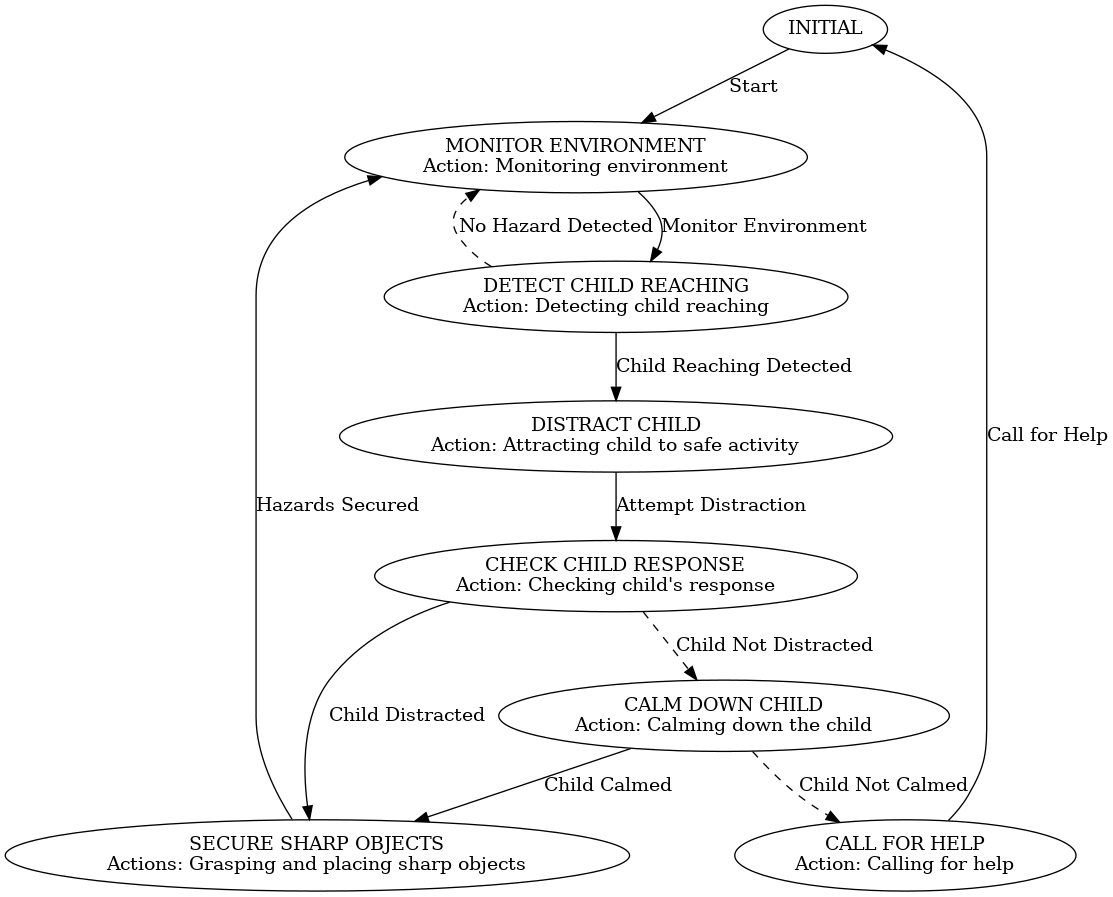 INITIAL
Start
MONITOR ENVIRONMENT
Action: Monitoring environment
No Hazard Detected
Monitor Environment
DETECT CHILD REACHING
Action: Detecting child reaching
Child Reaching Detected
DISTRACT CHILD
Action: Attracting child to safe activity
Call for Help
Hazards Secured
Attempt Distraction
CHECK CHILD RESPONSE
Action: Checking child's response
Child Not Distracted
CALM DOWN CHILD
Action: Calming down the child
Child Distracted
Child Calmed
Child Not Calmed
SECURE SHARP OBJECTS
Actions: Grasping and placing sharp objects
CALL FOR HELP
Action: Calling for help